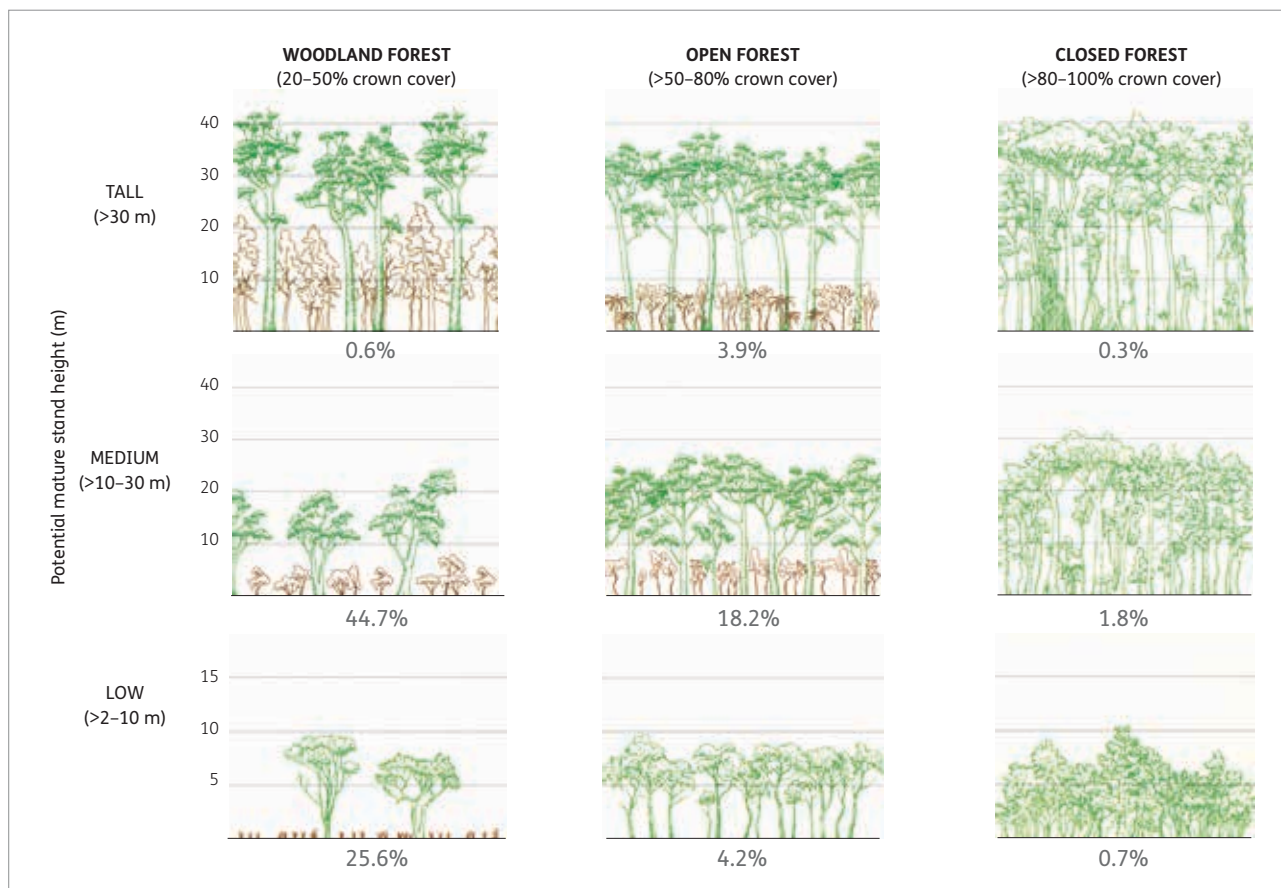 WOODLAND FOREST
(20–50% crown cover)
OPEN FOREST
(>50–80% crown cover)
CLOSED FOREST
(>80–100% crown cover)
Potential mature stand height (m)
TALL
(>30 m)
40
30
20
10
0.6%
3.9%
0.3%
MEDIUM
(>10–30 m)
40
30
20
10
44.7%
18.2%
1.8%
LOW
(>2–10 m)
15
10
5
25.6%
4.2%
0.7%